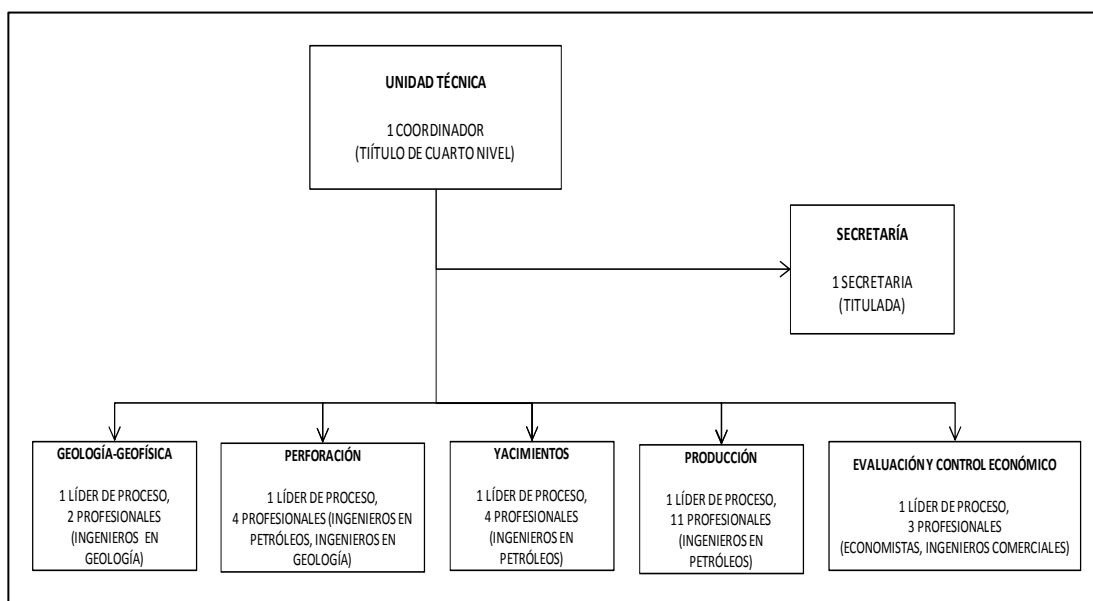 UNIDAD TÉCNICA
1 COORDINADOR
(TIÍTULO DE CUARTO NIVEL)
SECRETARÍA
1 SECRETARIA
(TITULADA)
GEOLOGÍA-GEOFÍSICA
1 LÍDER DE PROCESO,
2 PROFESIONALES
(INGENIEROS EN
GEOLOGÍA)
PERFORACIÓN
1 LÍDER DE PROCESO,
4 PROFESIONALES (INGENIEROS EN
PETRÓLEOS, INGENIEROS EN
GEOLOGÍA)
YACIMIENTOS
1 LÍDER DE PROCESO,
4 PROFESIONALES
(INGENIEROS EN
PETRÓLEOS)
PRODUCCIÓN
1 LÍDER DE PROCESO,
11 PROFESIONALES
(INGENIEROS EN
PETRÓLEOS)
EVALUACIÓN Y CONTROL ECONÓMICO
1 LÍDER DE PROCESO,
3 PROFESIONALES
(ECONOMISTAS, INGENIEROS COMERCIALES)